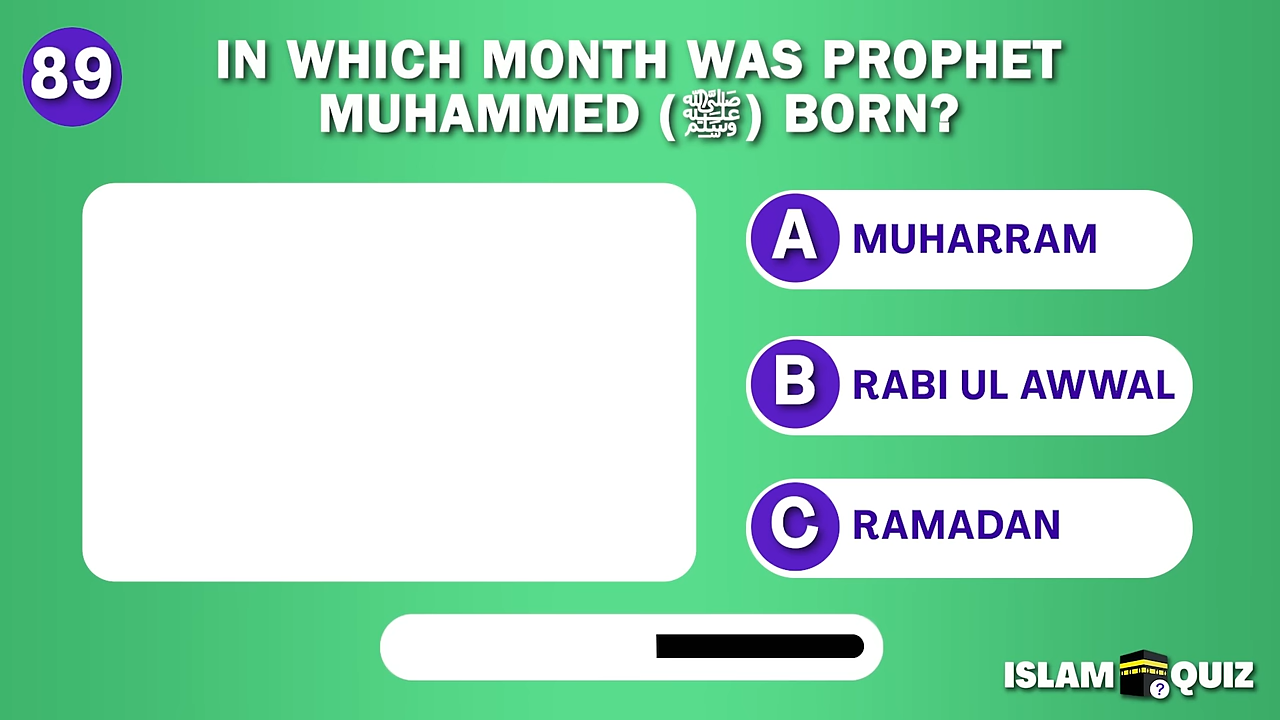 89
IN WHICH MONTH WAS PROPHET
MUHAMMED (ﷺ) BORN?
A MUHARRAM
B RABI UL AWWAL
C RAMADAN
ISLAM ? QUIZ